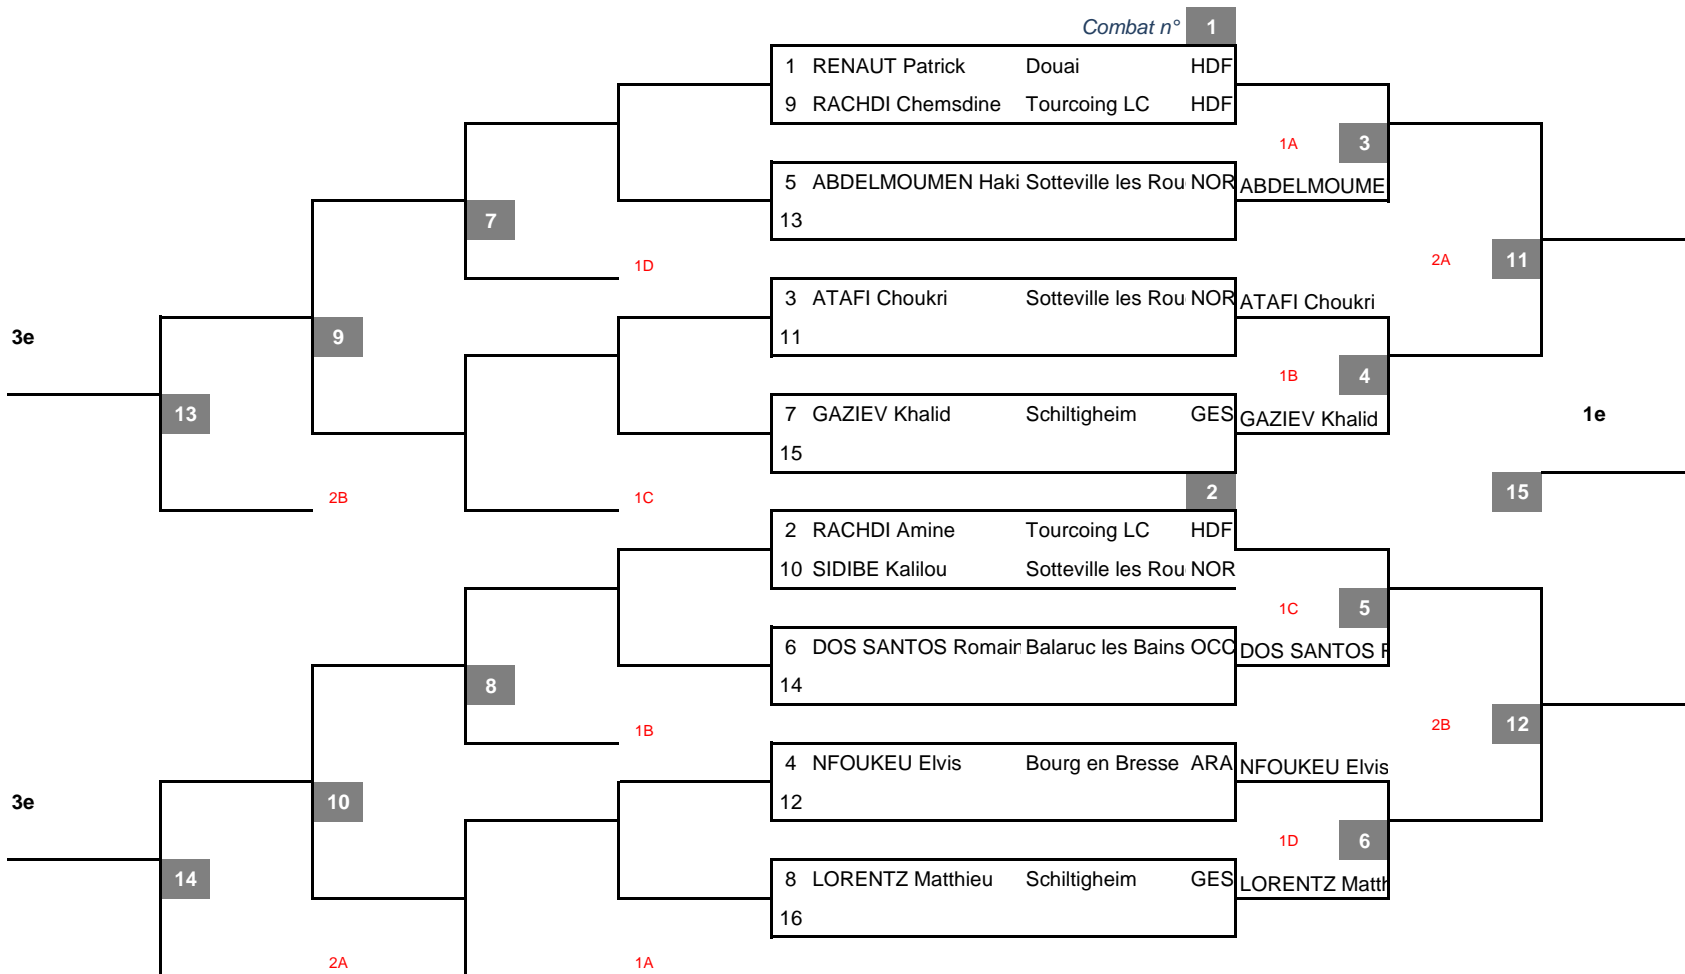 Combat n° 1
1 RENAUT Patrick Douai HDF
9 RACHDI Chemsdine Tourcoing LC HDF
1A 3
5 ABDELMOUMEN Haki Sotteville les Rou NOR ABDELMOUME
7 13
1D 2A 11
3 ATAFI Choukri Sotteville les Rou NOR ATAFI Choukri
3e 9 11
1B 4
13 7 GAZIEV Khalid Schiltigheim GES GAZIEV Khalid 1e
15
2B 1C 2 15
2 RACHDI Amine Tourcoing LC HDF
10 SIDIBE Kalilou Sotteville les Rou NOR
1C 5
6 DOS SANTOS Romain Balaruc les Bains OCC DOS SANTOS
8 14
1B 2B 12
4 NFOUKEU Elvis Bourg en Bresse ARA NFOUKEU Elvis
3e 10 12
1D 6
14 8 LORENTZ Matthieu Schiltigheim GES LORENTZ Matth
16
2A 1A